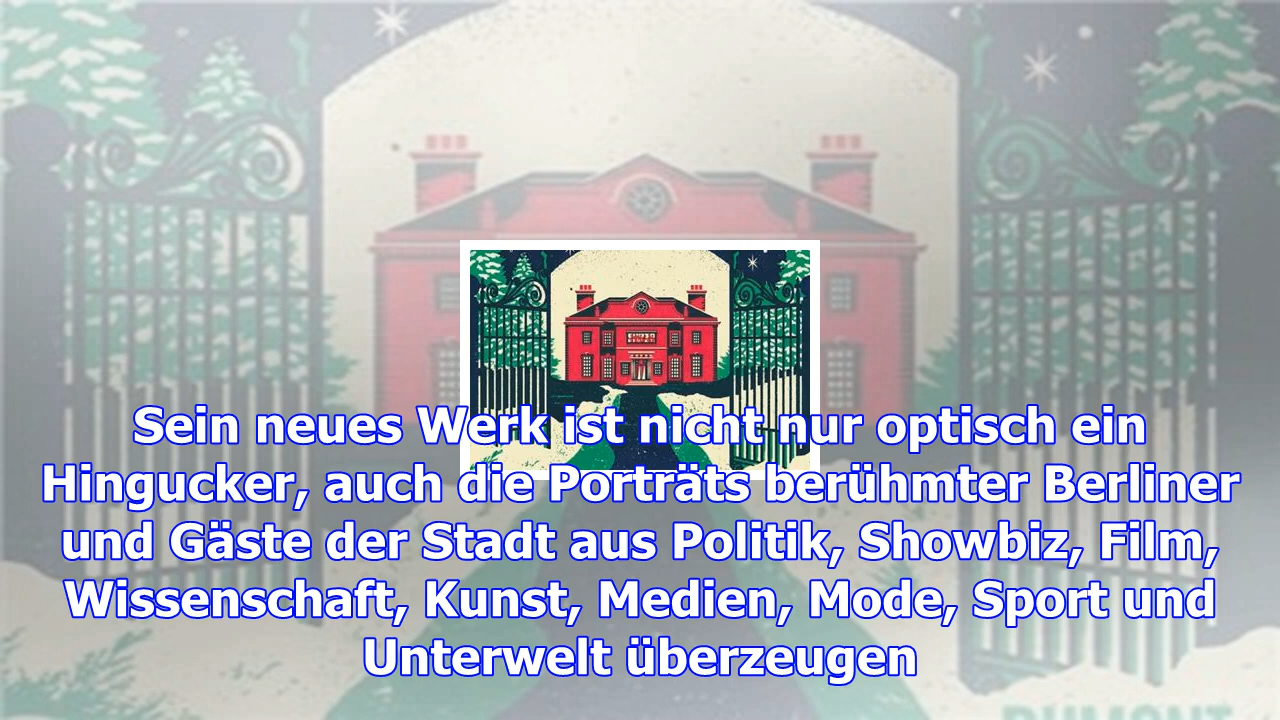 Sein neues Werk ist nicht nur optisch ein
Hingucker, auch die Porträts berühmter Berliner
und Gäste der Stadt aus Politik, Showbiz, Film,
Wissenschaft, Kunst, Medien, Mode, Sport und
Unterwelt überzeugen
DUMONT